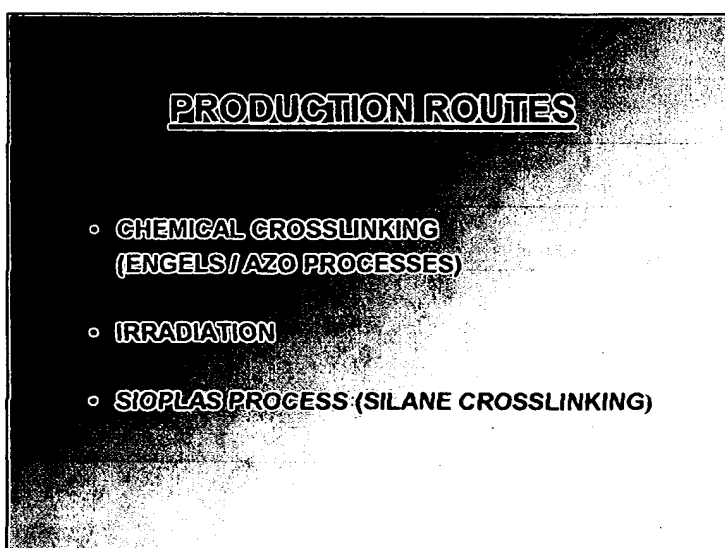 PRODUCTION ROUTES
◦ CHEMICAL CROSSLINKING
(ENGELS / AZO PROCESSES)
◦ IRRADIATION
◦ SIOPLAS PROCESS (SILANE CROSSLINKING)